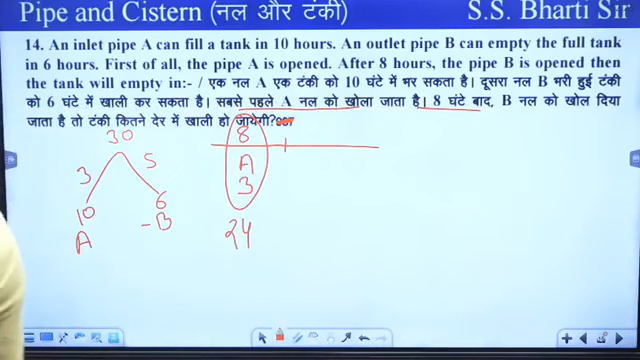 Pipe and Cistern (नल और टंकी) S.S. Bharti Sir
14. An inlet pipe A can fill a tank in 10 hours. An outlet pipe B can empty the full tank
in 6 hours. First of all, the pipe A is opened. After 8 hours, the pipe B is opened then
the tank will empty in:- / एक नल A एक टंकी को 10 घंटे में भर सकता है। दूसरा नल B भरी हुई टंकी
को 6 घंटे में खाली कर सकता है। सबसे पहले A नल को खोला जाता है। 8 घंटे बाद, B नल को खोल दिया
जाता है तो टंकी कितने देर में खाली हो जायेगी?
30
3 5
10 6
A -B
8
A
3
24